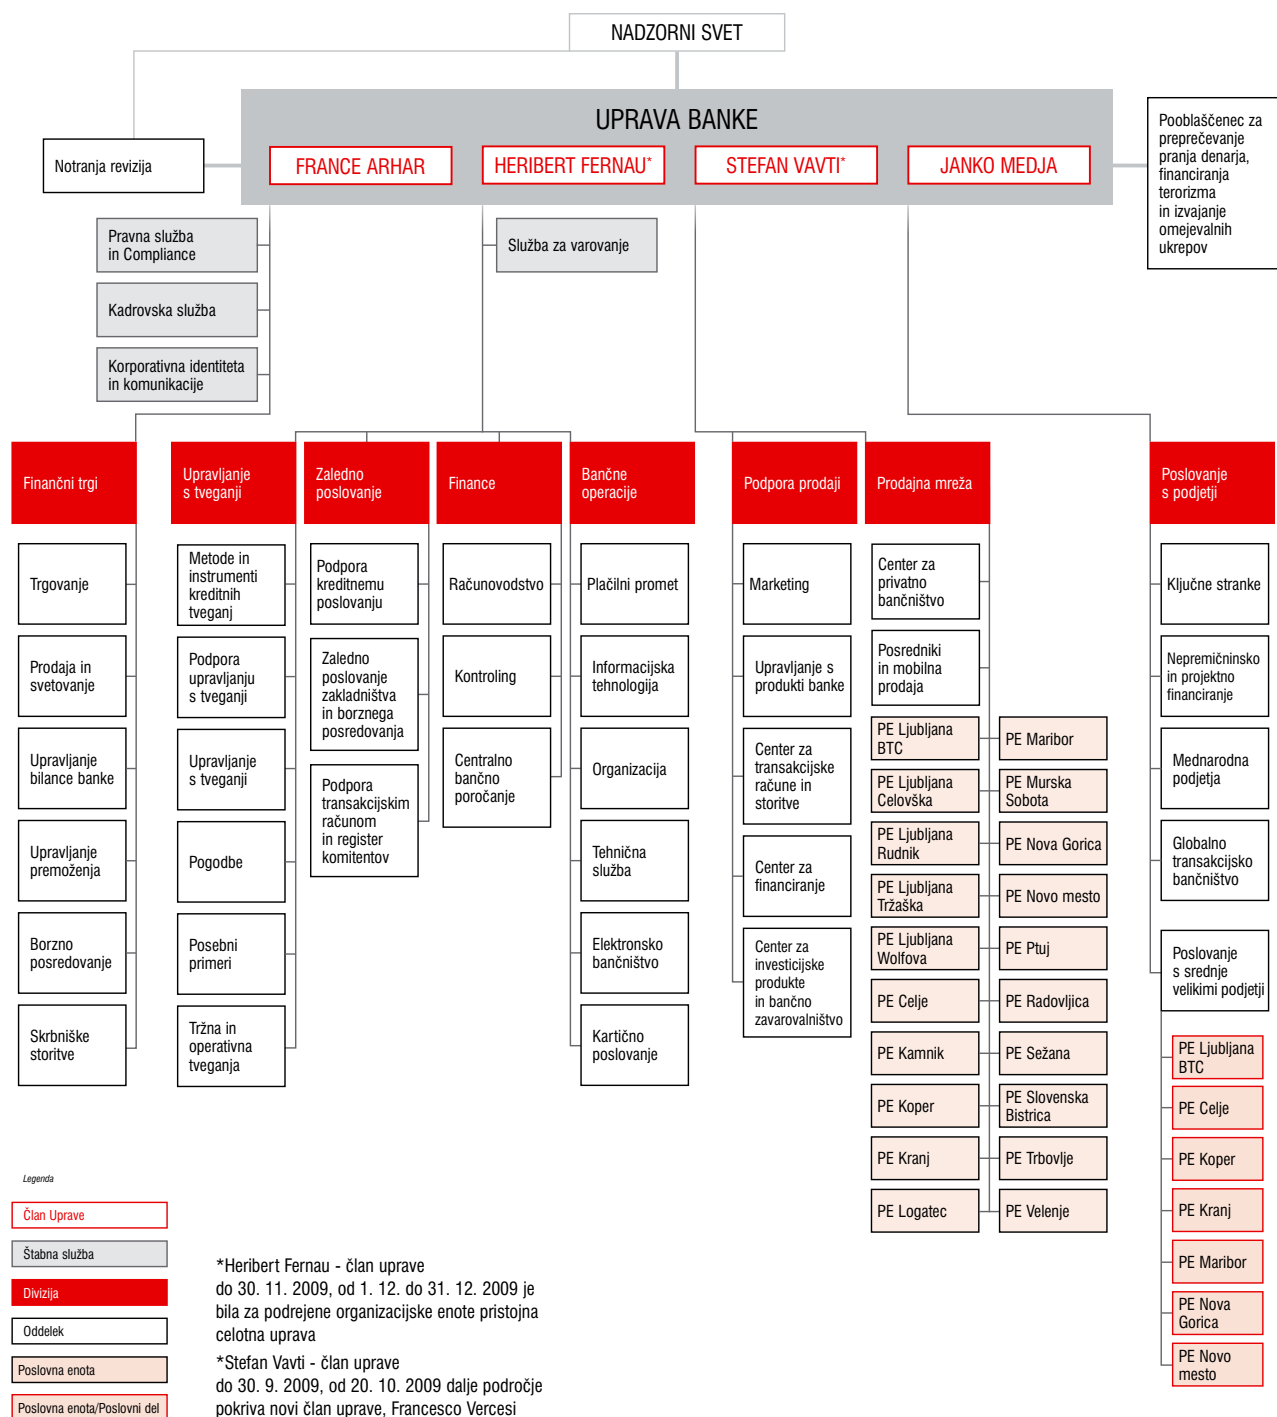 NADZORNI SVET
UPRAVA BANKE
Notranja revizija
FRANCE ARHAR
HERIBERT FERNAU*
STEFAN VAVTI*
JANKO MEDJA
Pooblaščenec za
preprečevanje
pranja denarja,
financiranja
terorizma
in izvajanje
omejevalnih
ukrepov
Pravna služba
in Compliance
Kadrovska služba
Korporativna identiteta
in komunikacije
Služba za varovanje
Finančni trgi
Trgovanje
Prodaja in
svetovanje
Upravljanje
bilance banke
Upravljanje
premoženja
Borzno
posredovanje
Skrbniške
storitve
Upravljanje
s tveganji
Metode in
instrumenti
kreditnih
tveganj
Podpora
upravljanju
s tveganji
Upravljanje
s tveganji
Pogodbe
Posebni
primeri
Tržna in
operativna
tveganja
Zaledno
poslovanje
Podpora
kreditnemu
poslovanju
Zaledno
poslovanje
zakladništva
in borznega
posredovanja
Podpora
transakcijskim
računom
in register
komitentov
Finance
Računovodstvo
Kontroling
Centralno
bančno
poročanje
Bančne
operacije
Plačilni promet
Informacijska
tehnologija
Organizacija
Tehnična
služba
Elektronsko
bančništvo
Kartično
poslovanje
Podpora prodaji
Marketing
Upravljanje s
produkti banke
Center za
transakcijske
račune in
storitve
Center za
financiranje
Center za
investicijske
produkte
in bančno
zavarovalništvo
Prodajna mreža
Center za
privatno
bančništvo
Posredniki
in mobilna
prodaja
PE Ljubljana
BTC
PE Ljubljana
Celovška
PE Ljubljana
Rudnik
PE Ljubljana
Tržaška
PE Ljubljana
Wolfova
PE Celje
PE Kamnik
PE Koper
PE Kranj
PE Logatec
PE Maribor
PE Murska
Sobota
PE Nova Gorica
PE Novo mesto
PE Ptuj
PE Radovljica
PE Sežana
PE Slovenska
Bistrica
PE Trbovlje
PE Velenje
Poslovanje
s podjetji
Ključne stranke
Nepremičninsko
in projektno
financiranje
Mednarodna
podjetja
Globalno
transakcijsko
bančništvo
Poslovanje
s srednje
velikimi podjetji
PE Ljubljana
BTC
PE Celje
PE Koper
PE Kranj
PE Maribor
PE Nova
Gorica
PE Novo
mesto
Legenda
Član Uprave
Štabna služba
Divizija
Oddelek
Poslovna enota
Poslovna enota/Poslovni del
*Heribert Fernau - član uprave
do 30. 11. 2009, od 1. 12. do 31. 12. 2009 je
bila za podrejene organizacijske enote pristojna
celotna uprava
*Stefan Vavti - član uprave
do 30. 9. 2009, od 20. 10. 2009 dalje področje
pokriva novi član uprave, Francesco Vercesi